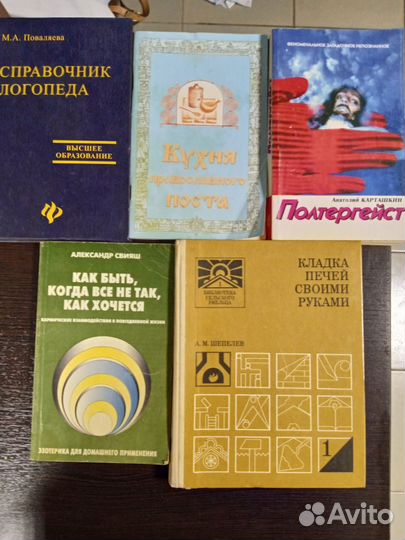 М.А. Поваляева
СПРАВОЧНИК
ЛОГОПЕДА
ВЫСШЕЕ
ОБРАЗОВАНИЕ
Кухня
православного
поста
ФЕНОМЕНАЛЬНОЕ ЗАГАДОЧНОЕ НЕПОЗНАННОЕ
Анатолий КАРТАШКИН
Полтергейст
АЛЕКСАНДР СВИЯШ
КАК БЫТЬ,
КОГДА ВСЕ НЕ ТАК,
КАК ХОЧЕТСЯ
КАРМИЧЕСКИЕ ВЗАИМОДЕЙСТВИЯ В ПОВСЕДНЕВНОЙ ЖИЗНИ
ЭЗОТЕРИКА ДЛЯ ДОМАШНЕГО ПРИМЕНЕНИЯ
БИБЛИОТЕКА
СЕЛЬСКОГО
УМЕЛЬЦА
КЛАДКА
ПЕЧЕЙ
СВОИМИ
РУКАМИ
А. М. ШЕПЕЛЕВ
1
Avito